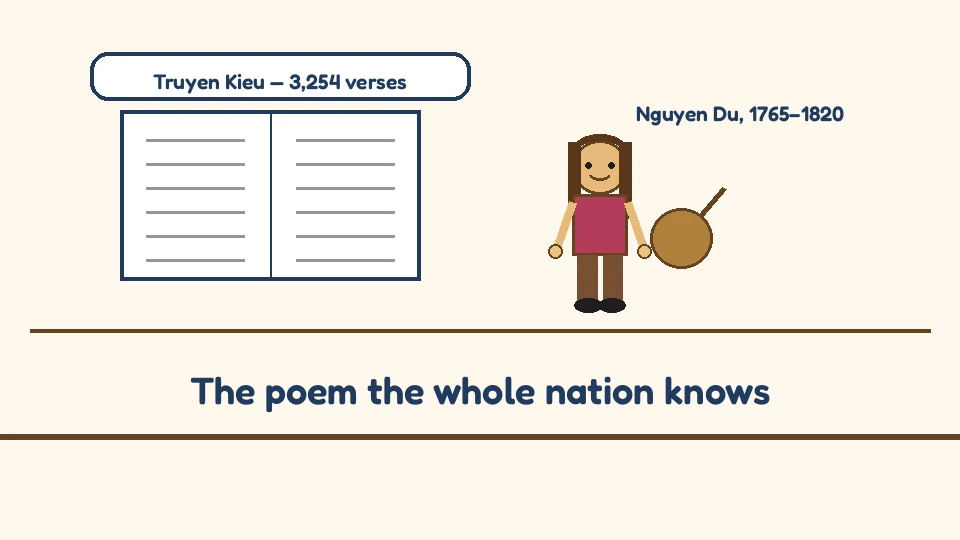 Truyen Kieu – 3,254 verses
Nguyen Du, 1765–1820
The poem the whole nation knows